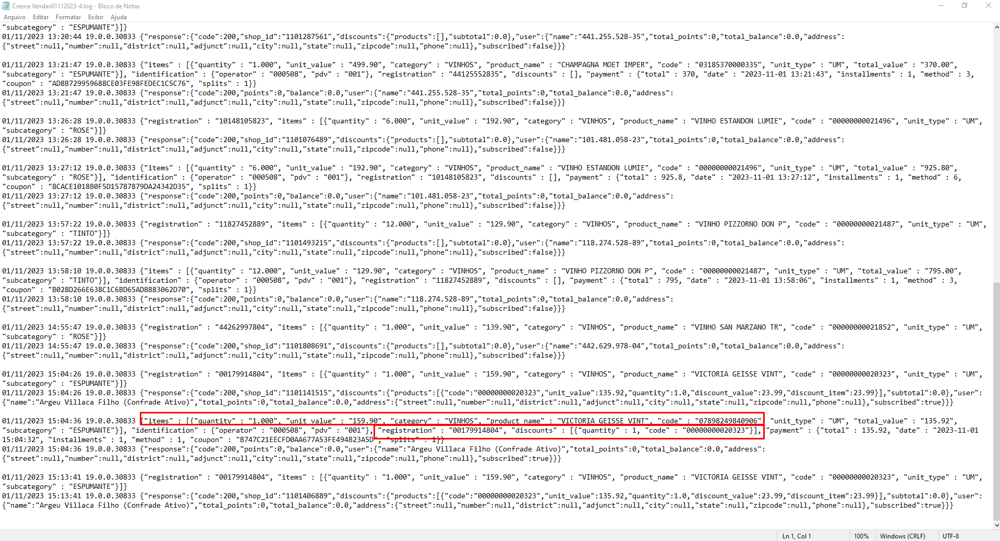 Cresce Vendas01112023-4.log - Bloco de Notas
Arquivo Editar Formatar Exibir Ajuda
"subcategory" : "ESPUMANTE"}]}
01/11/2023 13:20:44 19.0.0.30833 {"response":{"code":200,"shop_id":"1101287561","discounts":{"products":[],"subtotal":0.0},"user":{"name":"441.255.528-35","total_points":0,"total_balance":0.0,"address":
{"street":null,"number":null,"district":null,"adjunct":null,"city":null,"state":null,"zipcode":null,"phone":null},"subscribed":false}}}
01/11/2023 13:21:47 19.0.0.30833 {"items" : [{"quantity" : "1.000", "unit_value" : "499.90", "category" : "VINHOS", "product_name" : "CHAMPAGNA MOET IMPER", "code" : "03185370000335", "unit_type" : "UM", "total_value" : "370.00",
"subcategory" : "ESPUMANTE"}], "identification" : {"operator" : "000508", "pdv" : "001"}, "registration" : "44125552835", "discounts" : [], "payment" : {"total" : 370, "date" : "2023-11-01 13:21:43", "installments" : 1, "method" : 3,
"coupon" : "AD8B729959688CE03FE98FEDEC1C5C76", "splits" : 1}}
01/11/2023 13:21:47 19.0.0.30833 {"response":{"code":200,"points":0,"balance":0.0,"user":{"name":"441.255.528-35","total_points":0,"total_balance":0.0,"address":
{"street":null,"number":null,"district":null,"adjunct":null,"city":null,"state":null,"zipcode":null,"phone":null},"subscribed":false}}}
01/11/2023 13:26:28 19.0.0.30833 {"registration" : "10148105823", "items" : [{"quantity" : "6.000", "unit_value" : "192.90", "category" : "VINHOS", "product_name" : "VINHO ESTANDON LUMIE", "code" : "00000000021496", "unit_type" : "UM",
"subcategory" : "ROSE"}]}
01/11/2023 13:26:28 19.0.0.30833 {"response":{"code":200,"shop_id":"1101076489","discounts":{"products":[],"subtotal":0.0},"user":{"name":"101.481.058-23","total_points":0,"total_balance":0.0,"address":
{"street":null,"number":null,"district":null,"adjunct":null,"city":null,"state":null,"zipcode":null,"phone":null},"subscribed":false}}}
01/11/2023 13:27:12 19.0.0.30833 {"items" : [{"quantity" : "6.000", "unit_value" : "192.90", "category" : "VINHOS", "product_name" : "VINHO ESTANDON LUMIE", "code" : "00000000021496", "unit_type" : "UM", "total_value" : "925.80",
"subcategory" : "ROSE"}], "identification" : {"operator" : "000508", "pdv" : "001"}, "registration" : "10148105823", "discounts" : [], "payment" : {"total" : 925.8, "date" : "2023-11-01 13:27:12", "installments" : 1, "method" : 6,
"coupon" : "8CACE1018B0F5D15787879DA24342D35", "splits" : 1}}
01/11/2023 13:27:12 19.0.0.30833 {"response":{"code":200,"points":0,"balance":0.0,"user":{"name":"101.481.058-23","total_points":0,"total_balance":0.0,"address":
{"street":null,"number":null,"district":null,"adjunct":null,"city":null,"state":null,"zipcode":null,"phone":null},"subscribed":false}}}
01/11/2023 13:57:22 19.0.0.30833 {"registration" : "11827452889", "items" : [{"quantity" : "12.000", "unit_value" : "129.90", "category" : "VINHOS", "product_name" : "VINHO PIZZORNO DON P", "code" : "00000000021487", "unit_type" : "UM",
"subcategory" : "TINTO"}]}
01/11/2023 13:57:22 19.0.0.30833 {"response":{"code":200,"shop_id":"1101493215","discounts":{"products":[],"subtotal":0.0},"user":{"name":"118.274.528-89","total_points":0,"total_balance":0.0,"address":
{"street":null,"number":null,"district":null,"adjunct":null,"city":null,"state":null,"zipcode":null,"phone":null},"subscribed":false}}}
01/11/2023 13:58:10 19.0.0.30833 {"items" : [{"quantity" : "12.000", "unit_value" : "129.90", "category" : "VINHOS", "product_name" : "VINHO PIZZORNO DON P", "code" : "00000000021487", "unit_type" : "UM", "total_value" : "795.00",
"subcategory" : "TINTO"}], "identification" : {"operator" : "000508", "pdv" : "001"}, "registration" : "11827452889", "discounts" : [], "payment" : {"total" : 795, "date" : "2023-11-01 13:58:06", "installments" : 1, "method" : 3,
"coupon" : "B028D266E638C1C6BD65AD8B83062D70", "splits" : 1}}
01/11/2023 13:58:10 19.0.0.30833 {"response":{"code":200,"points":0,"balance":0.0,"user":{"name":"118.274.528-89","total_points":0,"total_balance":0.0,"address":
{"street":null,"number":null,"district":null,"adjunct":null,"city":null,"state":null,"zipcode":null,"phone":null},"subscribed":false}}}
01/11/2023 14:55:47 19.0.0.30833 {"registration" : "44262997804", "items" : [{"quantity" : "1.000", "unit_value" : "139.90", "category" : "VINHOS", "product_name" : "VINHO SAN MARZANO TR", "code" : "00000000021852", "unit_type" : "UM",
"subcategory" : "ROSE"}]}
01/11/2023 14:55:47 19.0.0.30833 {"response":{"code":200,"shop_id":"1101808691","discounts":{"products":[],"subtotal":0.0},"user":{"name":"442.629.978-04","total_points":0,"total_balance":0.0,"address":
{"street":null,"number":null,"district":null,"adjunct":null,"city":null,"state":null,"zipcode":null,"phone":null},"subscribed":false}}}
01/11/2023 15:04:26 19.0.0.30833 {"registration" : "00179914804", "items" : [{"quantity" : "1.000", "unit_value" : "159.90", "category" : "VINHOS", "product_name" : "VICTORIA GEISSE VINT", "code" : "00000000020323", "unit_type" : "UM",
"subcategory" : "ESPUMANTE"}]}
01/11/2023 15:04:26 19.0.0.30833 {"response":{"code":200,"shop_id":"1101141515","discounts":{"products":[{"code":"00000000020323","unit_value":135.92,"quantity":1.0,"discount_value":23.99,"discount_item":23.99}],"subtotal":0.0},"user":
{"name":"Argeu Villaca Filho (Confrade Ativo)","total_points":0,"total_balance":0.0,"address":{"street":null,"number":null,"district":null,"adjunct":null,"city":null,"state":null,"zipcode":null,"phone":null},"subscribed":true}}}
01/11/2023 15:04:36 19.0.0.30833 {"items" : [{"quantity" : "1.000", "unit_value" : "159.90", "category" : "VINHOS", "product_name" : "VICTORIA GEISSE VINT", "code" : "07898249840906" "unit_type" : "UM", "total_value" : "135.92",
"subcategory" : "ESPUMANTE"}], "identification" : {"operator" : "000508", "pdv" : "001"}, "registration" : "00179914804", "discounts" : [{"quantity" : 1, "code" : "00000000020323"}], "payment" : {"total" : 135.92, "date" : "2023-11-01
15:04:32", "installments" : 1, "method" : 1, "coupon" : "B747C21EECFD0AA677A53FE494B23A5D", "splits" : 1}}
01/11/2023 15:04:36 19.0.0.30833 {"response":{"code":200,"points":0,"balance":0.0,"user":{"name":"Argeu Villaca Filho (Confrade Ativo)","total_points":0,"total_balance":0.0,"address":
{"street":null,"number":null,"district":null,"adjunct":null,"city":null,"state":null,"zipcode":null,"phone":null},"subscribed":true}}}
01/11/2023 15:13:41 19.0.0.30833 {"registration" : "00179914804", "items" : [{"quantity" : "1.000", "unit_value" : "159.90", "category" : "VINHOS", "product_name" : "VICTORIA GEISSE VINT", "code" : "00000000020323", "unit_type" : "UM",
"subcategory" : "ESPUMANTE"}]}
01/11/2023 15:13:41 19.0.0.30833 {"response":{"code":200,"shop_id":"1101406889","discounts":{"products":[{"code":"00000000020323","unit_value":135.92,"quantity":1.0,"discount_value":23.99,"discount_item":23.99}],"subtotal":0.0},"user":
{"name":"Argeu Villaca Filho (Confrade Ativo)","total_points":0,"total_balance":0.0,"address":{"street":null,"number":null,"district":null,"adjunct":null,"city":null,"state":null,"zipcode":null,"phone":null},"subscribed":true}}}
Ln 1, Col 1 100% Windows (CRLF) UTF-8